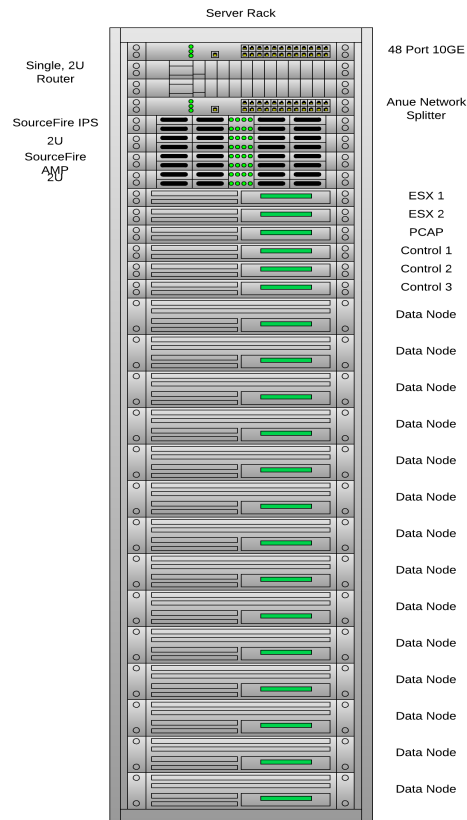 Server Rack
48 Port 10GE
Single, 2U
Router
Anue Network
Splitter
SourceFire IPS
2U
SourceFire
AMP
2U
ESX 1
ESX 2
PCAP
Control 1
Control 2
Control 3
Data Node
Data Node
Data Node
Data Node
Data Node
Data Node
Data Node
Data Node
Data Node
Data Node
Data Node
Data Node
Data Node
Data Node